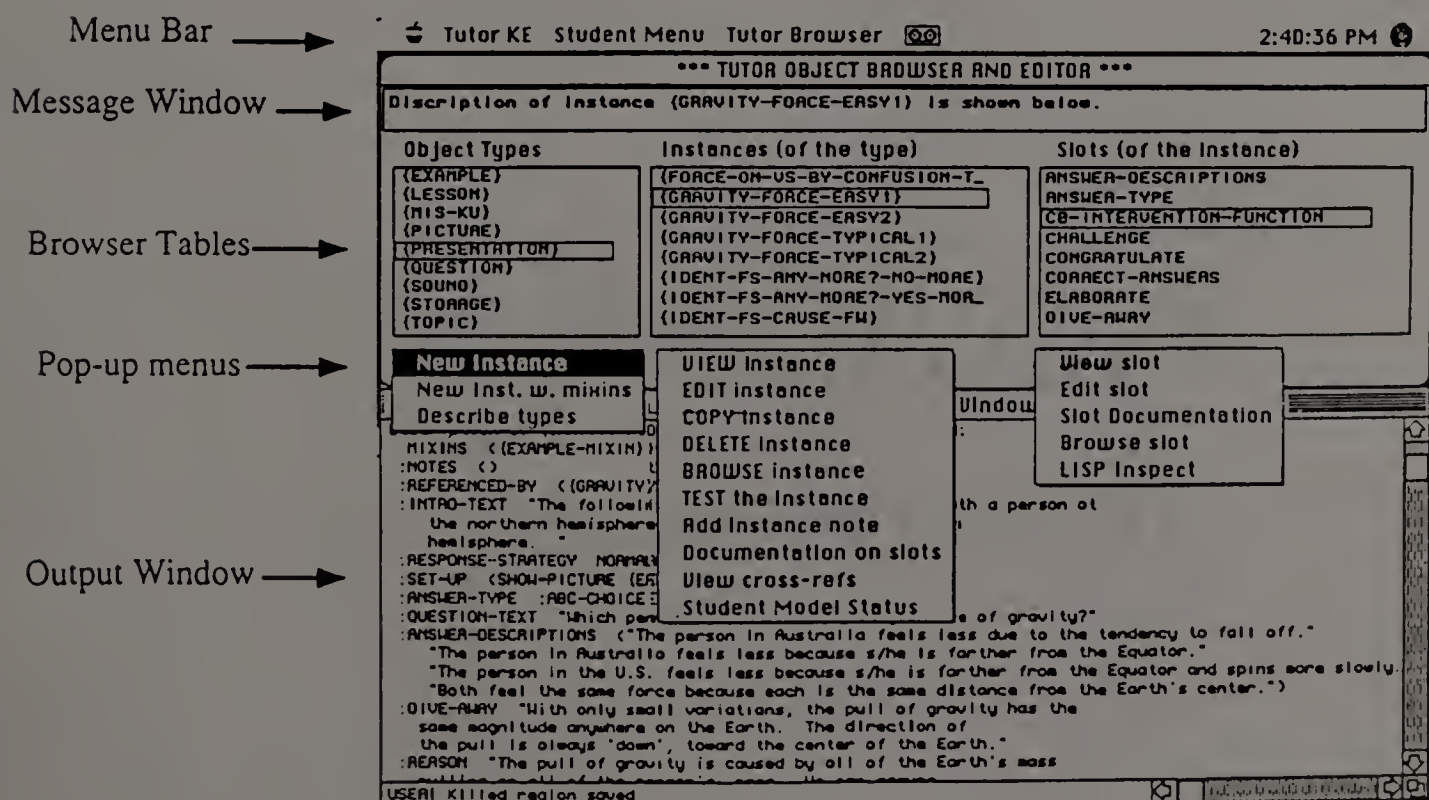 Menu Bar
Tutor KE Student Menu Tutor Browser
2:40:36 PM
*** TUTOR OBJECT BROWSER AND EDITOR ***
Message Window
Discription of Instance {GRAVITY-FORCE-EASY1} is shown below.
Object Types
Instances (of the type)
Slots (of the Instance)
Browser Tables
{EXAMPLE}
{LESSON}
{MIS-KU}
{PICTURE}
{PRESENTATION}
{QUESTION}
{SOUND}
{STORAGE}
{TOPIC}
{FORCE-ON-VS-BY-CONFUSION-T_
{GRAVITY-FORCE-EASY1}
{GRAVITY-FORCE-EASY2}
{GRAVITY-FORCE-TYPICAL1}
{GRAVITY-FORCE-TYPICAL2}
{IDENT-FS-ANY-MORE?-NO-MORE}
{IDENT-FS-ANY-MORE?-YES-MOR_
{IDENT-FS-CAUSE-FW}
ANSWER-DESCRIPTIONS
ANSWER-TYPE
CB-INTERVENTION-FUNCTION
CHALLENGE
CONGRATULATE
CORRECT-ANSWERS
ELABORATE
GIVE-AWAY
Pop-up menus
New Instance
New Inst. w. mixins
Describe types
VIEW Instance
EDIT instance
COPY Instance
DELETE Instance
BROWSE instance
TEST the Instance
Add Instance note
Documentation on slots
View cross-refs
Student Model Status
View slot
Edit slot
Slot Documentation
Browse slot
LISP Inspect
Window
Output Window
MIXINS ({EXAMPLE-MIXIN})
:NOTES ()
:REFERENCED-BY ({GRAVITY}
:INTRO-TEXT "The followin th a person at
the northern hemisphere
hemisphere. "
:RESPONSE-STRATEGY NORMAL
:SET-UP (SHOW-PICTURE {EA
:ANSWER-TYPE :ABC-CHOICE
:QUESTION-TEXT "Which per e of gravity?"
:ANSWER-DESCRIPTIONS ("The person in Australia feels less due to the tendency to fall off."
"The person in Australia feels less because s/he is farther from the Equator."
"The person in the U.S. feels less because s/he is farther from the Equator and spins more slowly.
"Both feel the same force because each is the same distance from the Earth's center.")
:GIVE-AWAY "With only small variations, the pull of gravity has the
same magnitude anywhere on the Earth. The direction of
the pull is always 'down', toward the center of the Earth."
:REASON "The pull of gravity is caused by all of the Earth's mass
USER! Killed region saved